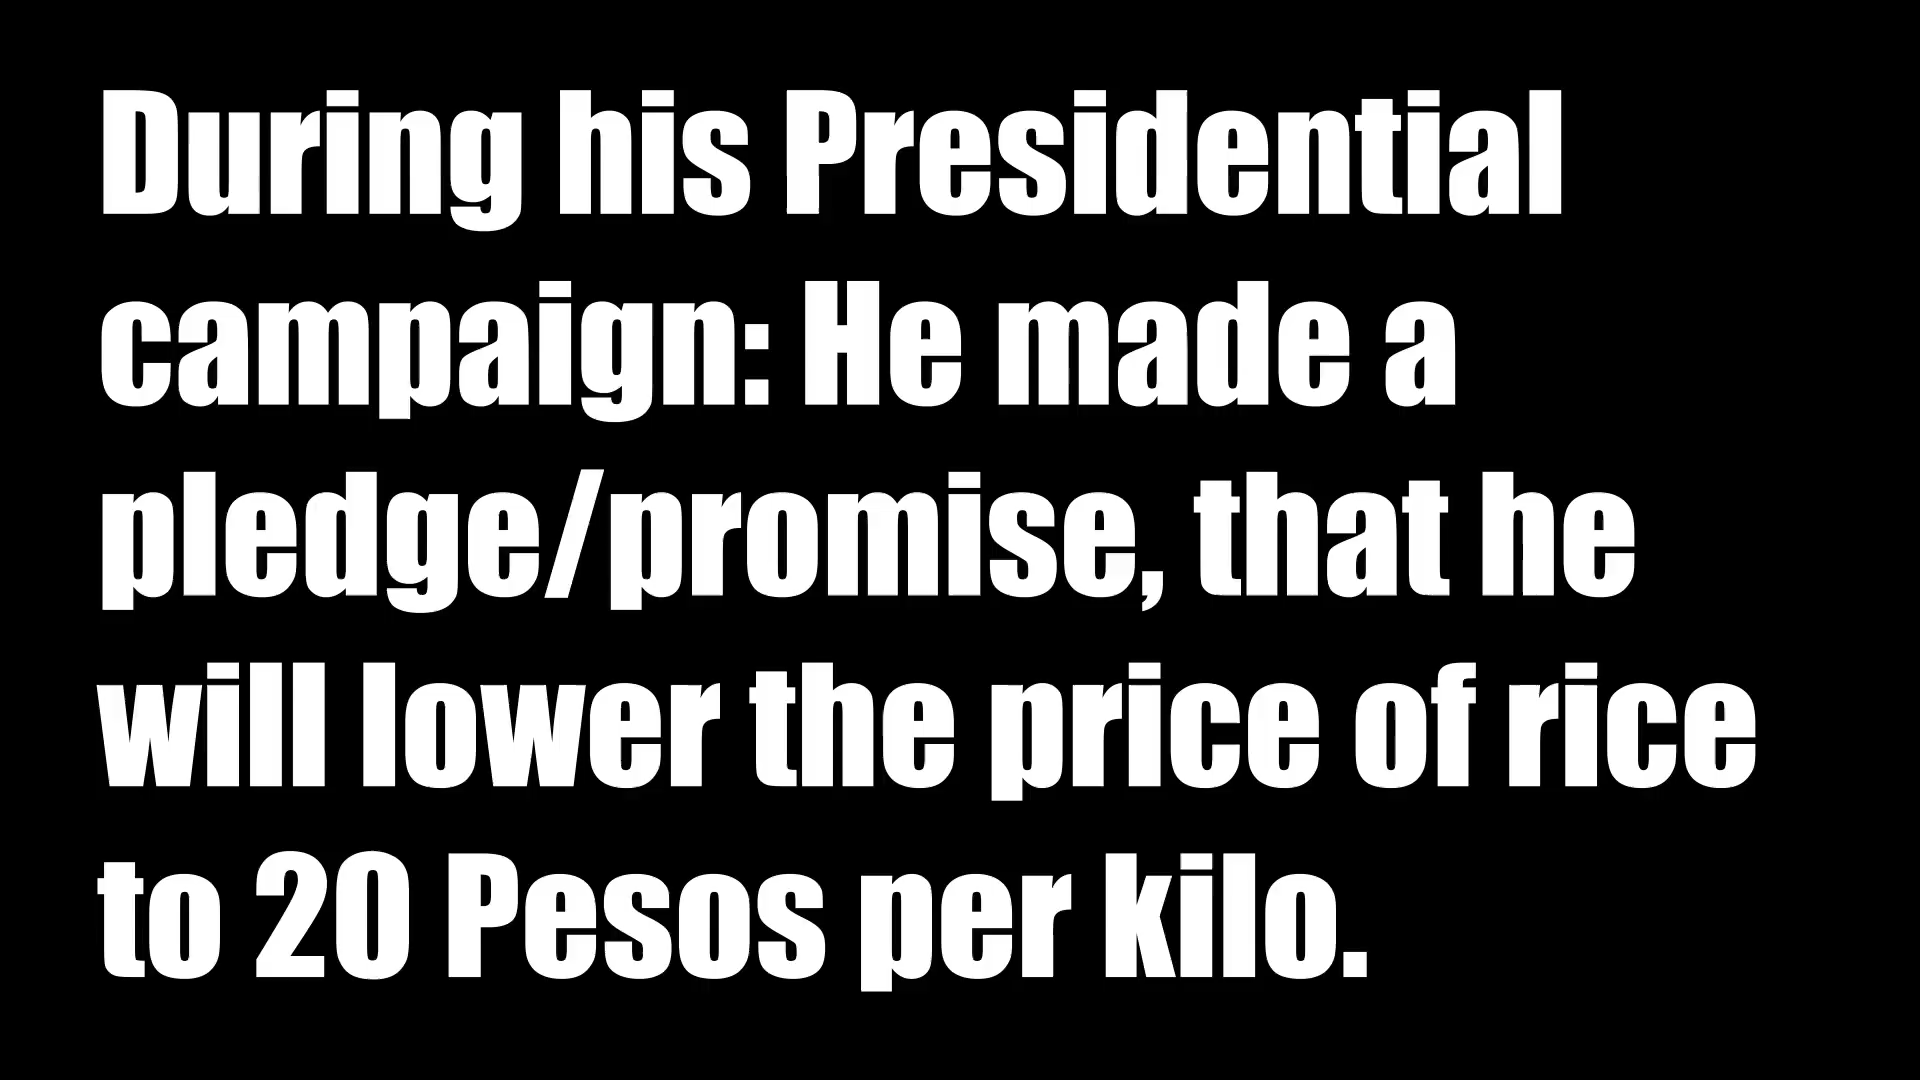 During his Presidential
campaign: He made a
pledge/promise, that he
will lower the price of rice
to 20 Pesos per kilo.